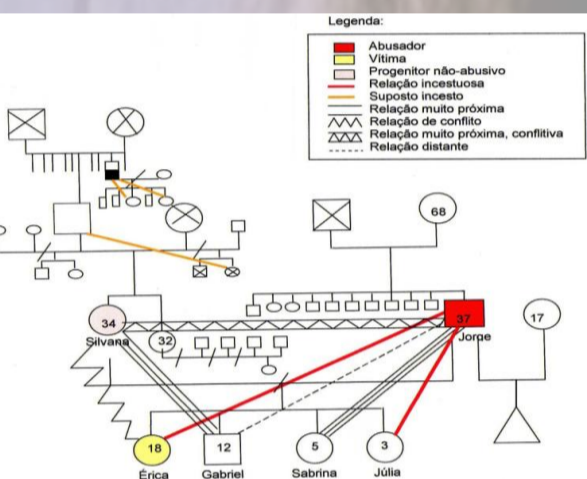 Legenda:
Abusador
Vítima
Progenitor não-abusivo
Relação incestuosa
Suposto incesto
Relação muito próxima
Relação de conflito
Relação muito próxima, conflitiva
Relação distante
68
34
Silvana
32
37
Jorge
17
18
Érica
12
Gabriel
5
Sabrina
3
Júlia